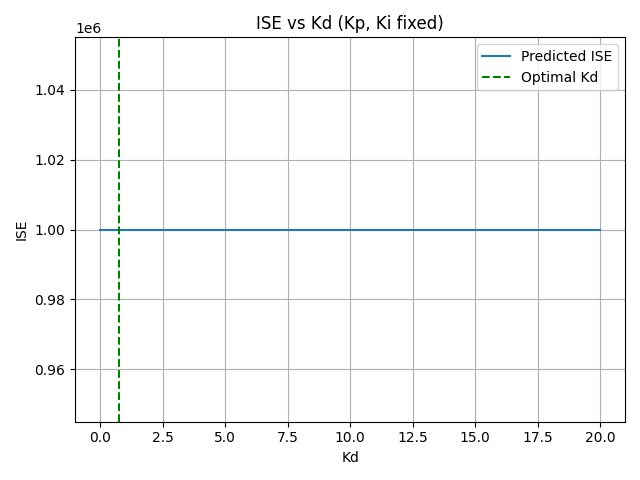 ISE vs Kd (Kp, Ki fixed)
1e6
Predicted ISE
Optimal Kd
1.04
1.02
1.00
0.98
0.96
ISE
0.0 2.5 5.0 7.5 10.0 12.5 15.0 17.5 20.0
Kd